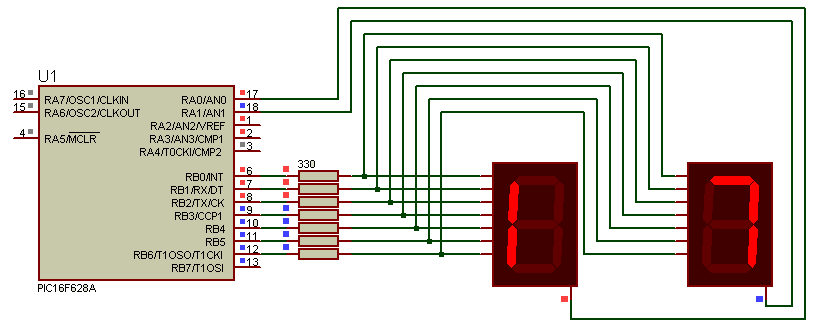 U1
16 RA7/OSC1/CLKIN RA0/AN0 17
15 RA6/OSC2/CLKOUT RA1/AN1 18
RA2/AN2/VREF 1
4 RA5/MCLR RA3/AN3/CMP1 2
RA4/T0CKI/CMP2 3
330
RB0/INT 6
RB1/RX/DT 7
RB2/TX/CK 8
RB3/CCP1 9
RB4 10
RB5 11
RB6/T1OSO/T1CKI 12
RB7/T1OSI 13
PIC16F628A